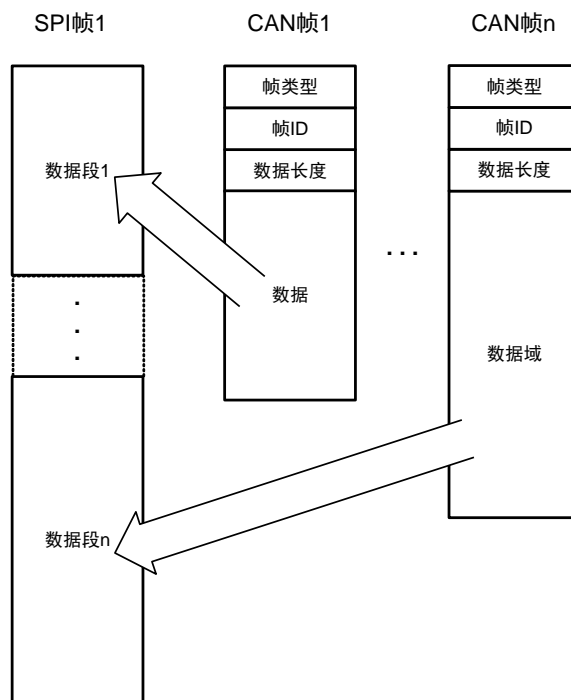 SPI帧1
CAN帧1
CAN帧n
帧类型
帧ID
数据长度
数据
帧类型
帧ID
数据长度
数据域
数据段1
...
数据段n
...